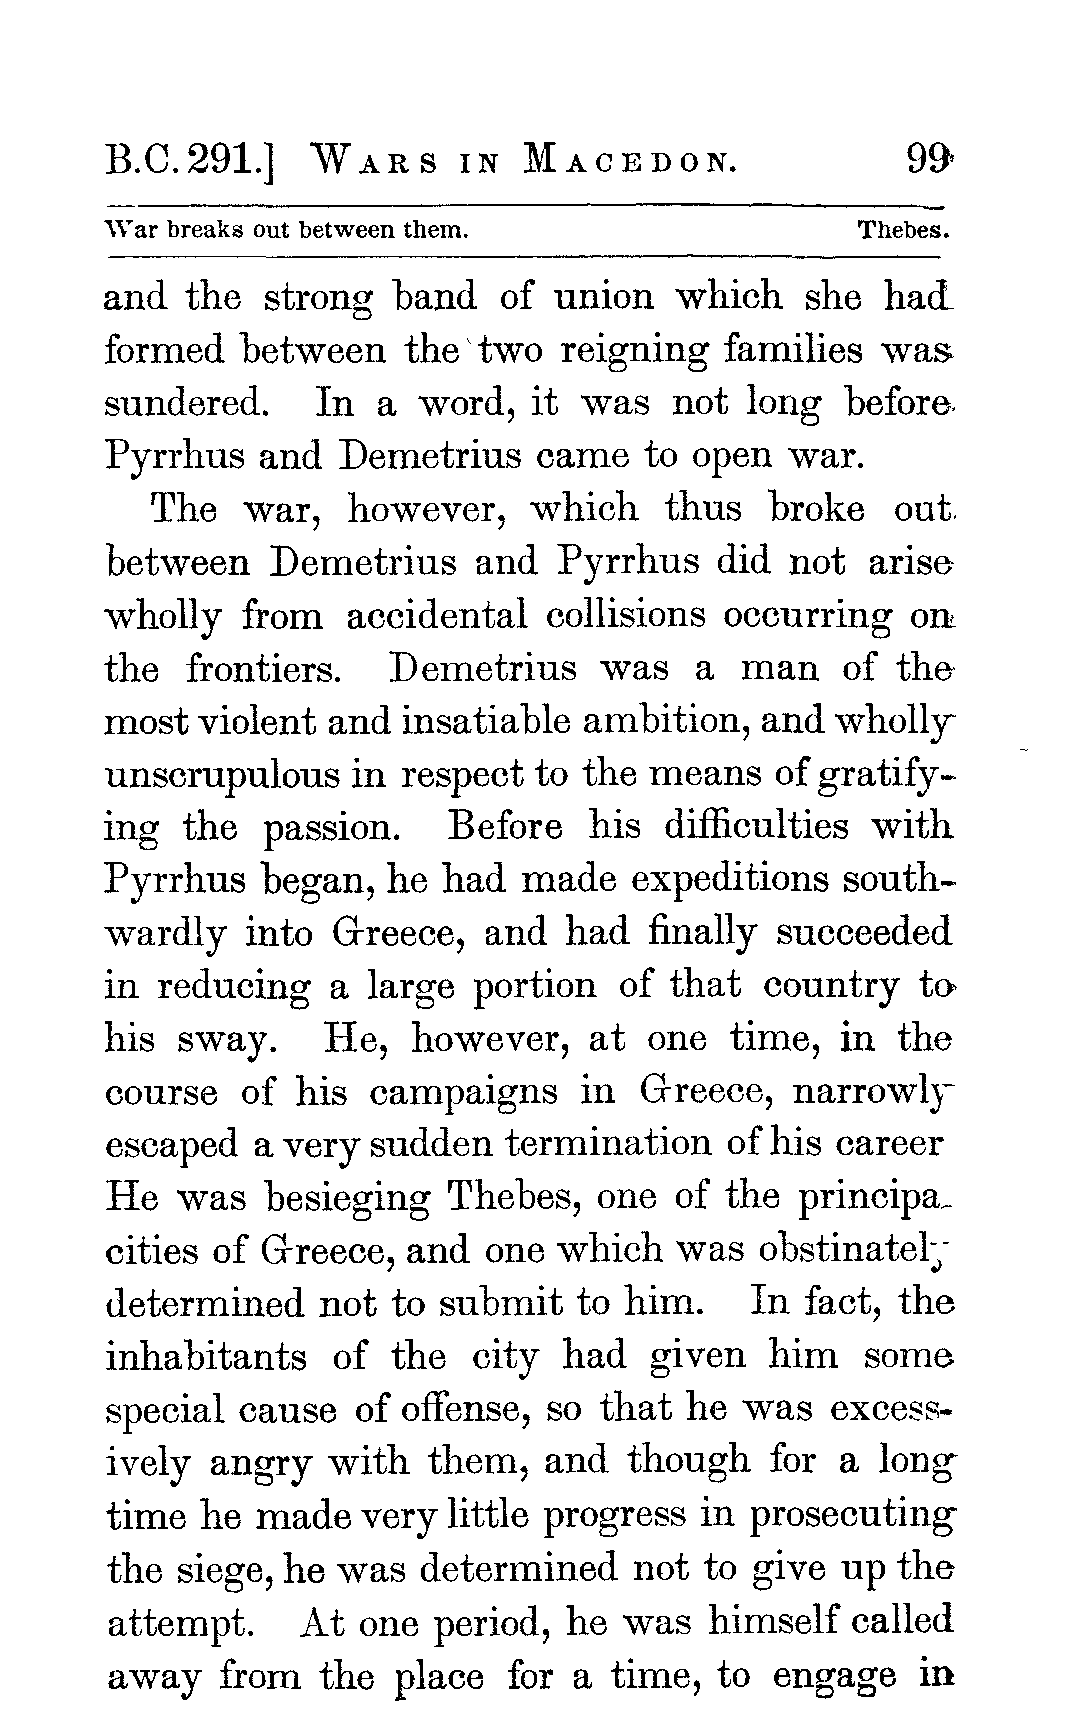 B.C. 291.] WARS IN MACEDON. 99
War breaks out between them. Thebes.
and the strong band of union which she had
formed between the two reigning families was
sundered. In a word, it was not long before
Pyrrhus and Demetrius came to open war.
The war, however, which thus broke out
between Demetrius and Pyrrhus did not arise
wholly from accidental collisions occurring on
the frontiers. Demetrius was a man of the
most violent and insatiable ambition, and wholly
unscrupulous in respect to the means of gratify-
ing the passion. Before his difficulties with
Pyrrhus began, he had made expeditions south-
wardly into Greece, and had finally succeeded
in reducing a large portion of that country to
his sway. He, however, at one time, in the
course of his campaigns in Greece, narrowly
escaped a very sudden termination of his career
He was besieging Thebes, one of the principa
cities of Greece, and one which was obstinately
determined not to submit to him. In fact, the
inhabitants of the city had given him some
special cause of offense, so that he was excess-
ively angry with them, and though for a long
time he made very little progress in prosecuting
the siege, he was determined not to give up the
attempt. At one period, he was himself called
away from the place for a time, to engage in